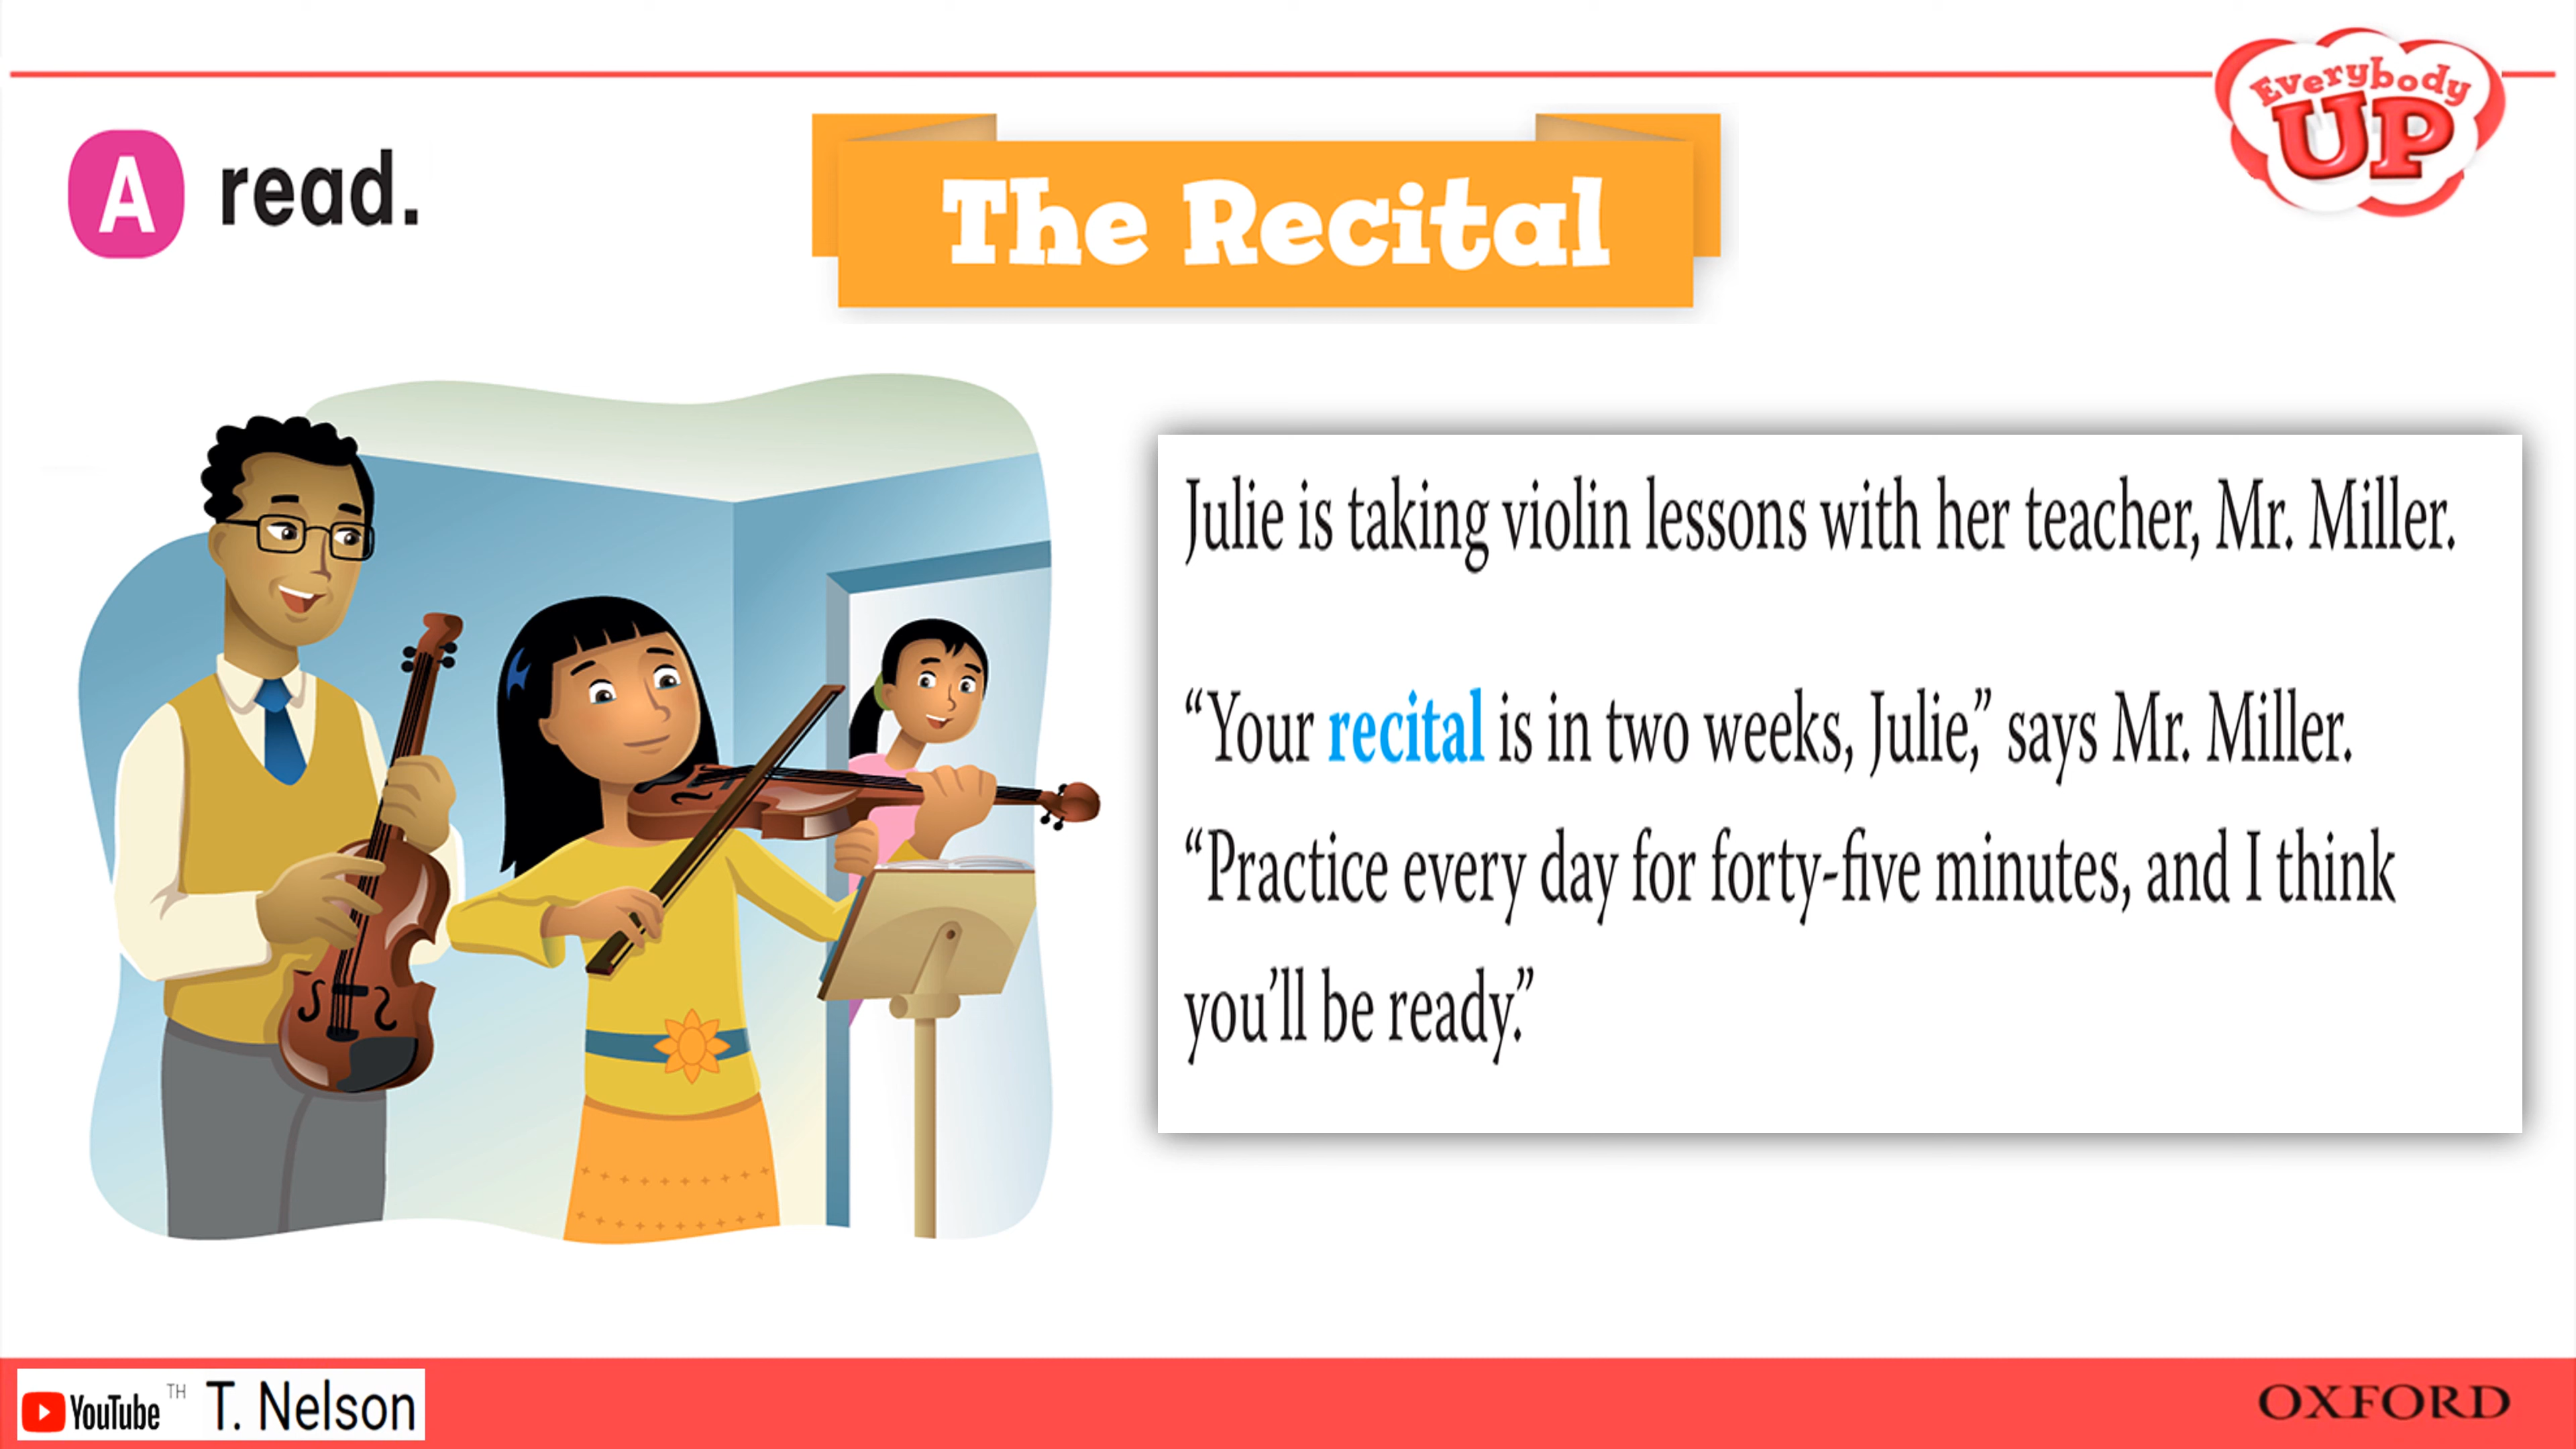 Everybody
UP
A read.
The Recital
Julie is taking violin lessons with her teacher, Mr. Miller.
“Your recital is in two weeks, Julie,” says Mr. Miller.
“Practice every day for forty-five minutes, and I think
you’ll be ready.”
YouTube TH T. Nelson
OXFORD